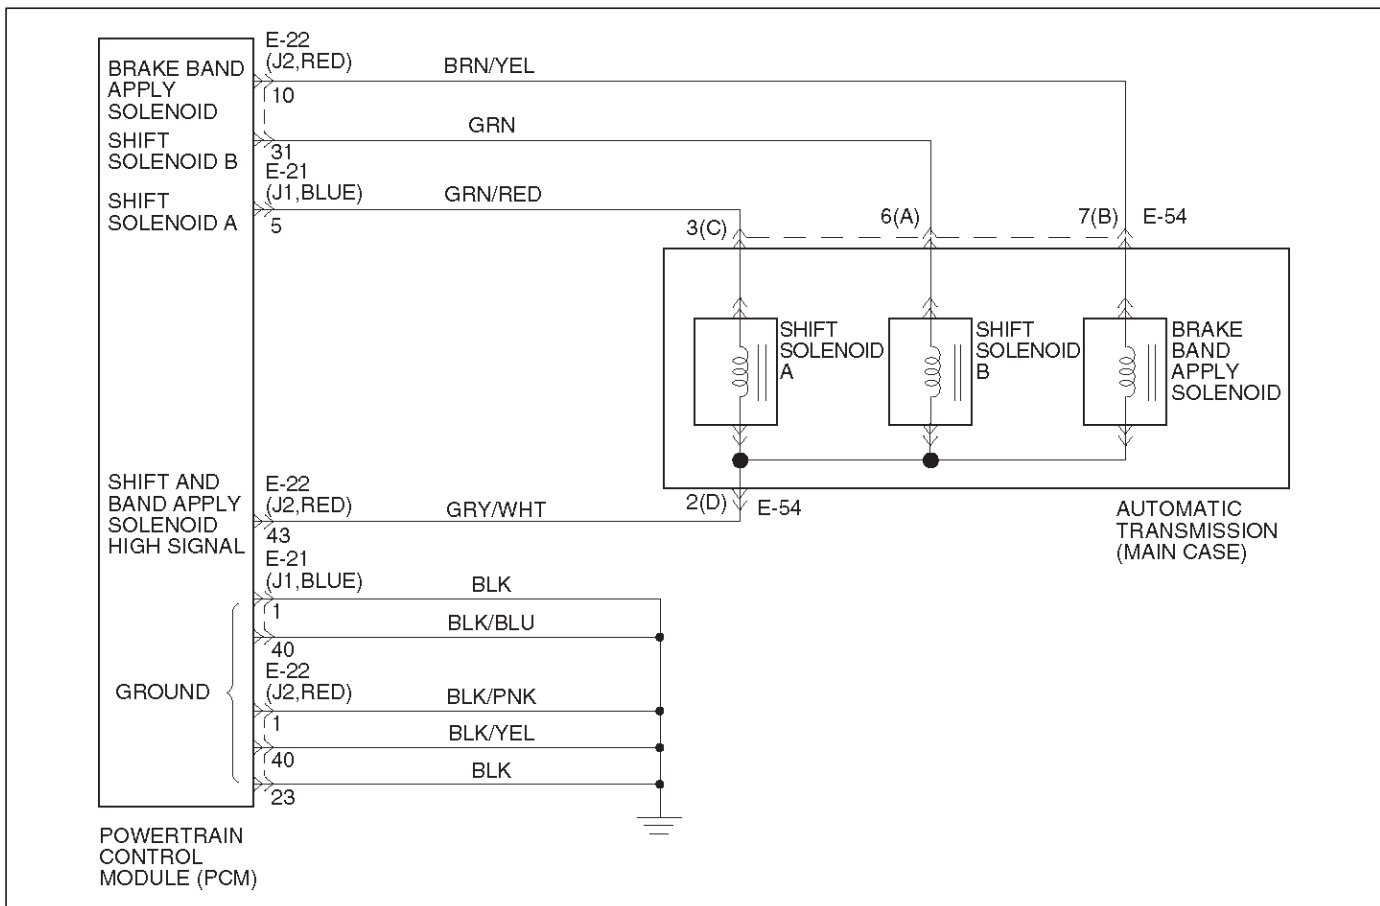 E-22
(J2,RED)
BRAKE BAND
APPLY
SOLENOID
10
BRN/YEL
SHIFT
SOLENOID B
31
GRN
E-21
(J1,BLUE)
SHIFT
SOLENOID A
5
GRN/RED
3(C)
6(A)
7(B)
E-54
SHIFT
SOLENOID
A
SHIFT
SOLENOID
B
BRAKE
BAND
APPLY
SOLENOID
SHIFT AND
BAND APPLY
SOLENOID
HIGH SIGNAL
E-22
(J2,RED)
43
GRY/WHT
2(D)
E-54
AUTOMATIC
TRANSMISSION
(MAIN CASE)
E-21
(J1,BLUE)
1
BLK
40
BLK/BLU
GROUND
E-22
(J2,RED)
1
BLK/PNK
40
BLK/YEL
23
BLK
POWERTRAIN
CONTROL
MODULE (PCM)